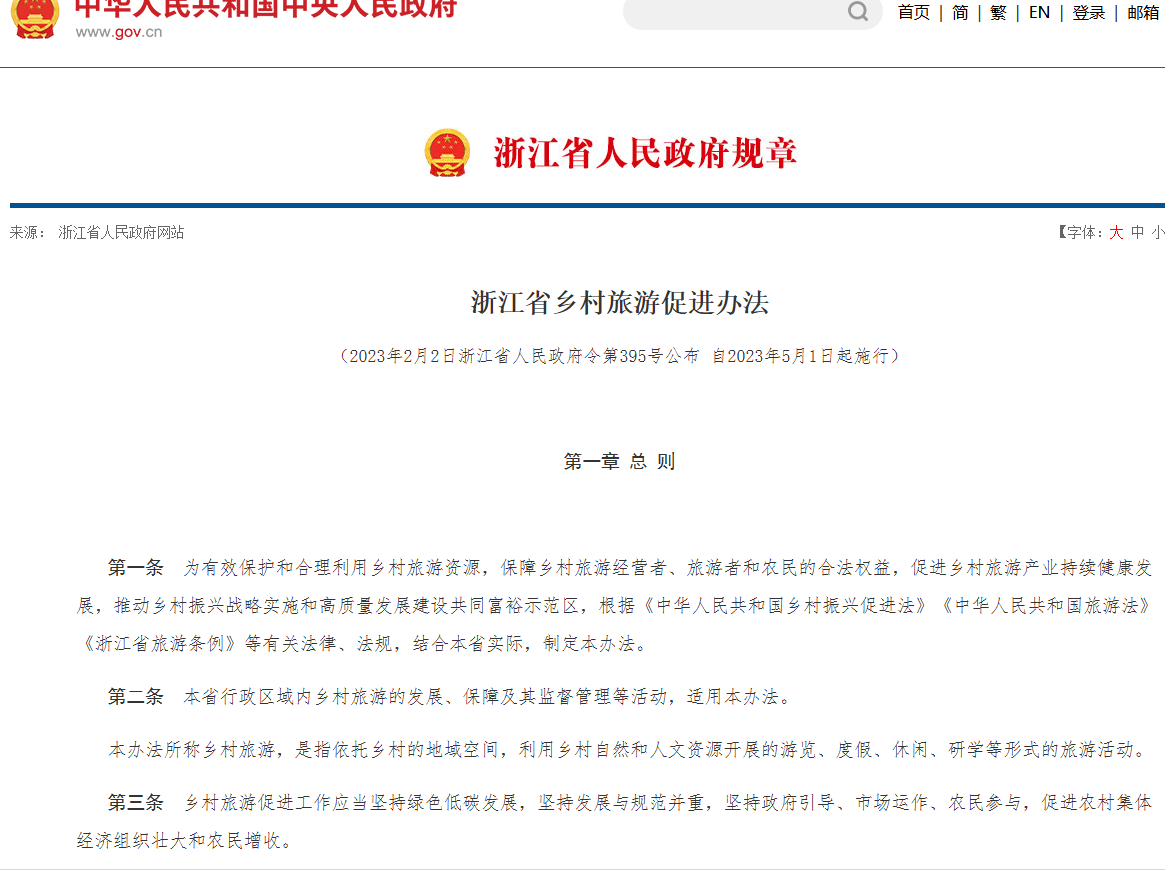 中华人民共和国中央人民政府
www.gov.cn
首页 | 简 | 繁 | EN | 登录 | 邮箱
浙江省人民政府规章
来源： 浙江省人民政府网站
【字体：大 中 小
浙江省乡村旅游促进办法
（2023年2月2日浙江省人民政府令第395号公布 自2023年5月1日起施行）
第一章 总 则
第一条 为有效保护和合理利用乡村旅游资源，保障乡村旅游经营者、旅游者和农民的合法权益，促进乡村旅游产业持续健康发
展，推动乡村振兴战略实施和高质量发展建设共同富裕示范区，根据《中华人民共和国乡村振兴促进法》《中华人民共和国旅游法》
《浙江省旅游条例》等有关法律、法规，结合本省实际，制定本办法。
第二条 本省行政区域内乡村旅游的发展、保障及其监督管理等活动，适用本办法。
本办法所称乡村旅游，是指依托乡村的地域空间，利用乡村自然和人文资源开展的游览、度假、休闲、研学等形式的旅游活动。
第三条 乡村旅游促进工作应当坚持绿色低碳发展，坚持发展与规范并重，坚持政府引导、市场运作、农民参与，促进农村集体
经济组织壮大和农民增收。